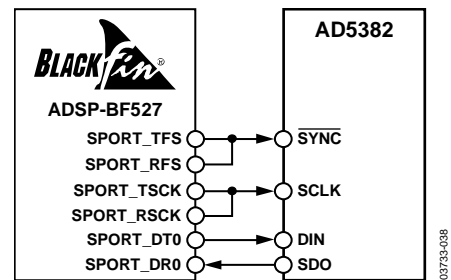 BLACKfin®
AD5382
ADSP-BF527
SPORT_TFS
SYNC
SPORT_RFS
SPORT_TSCK
SCLK
SPORT_RSCK
SPORT_DT0
DIN
SPORT_DR0
SDO
03733-038